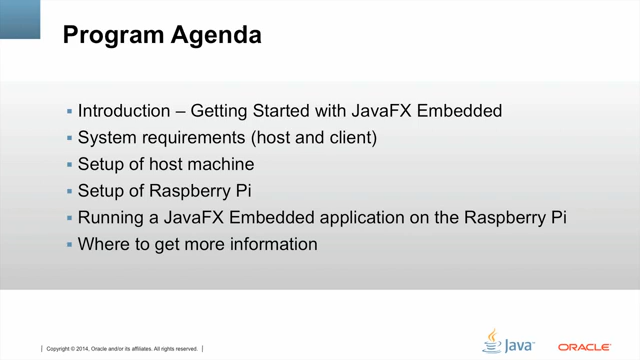 Program Agenda
Introduction – Getting Started with JavaFX Embedded
System requirements (host and client)
Setup of host machine
Setup of Raspberry Pi
Running a JavaFX Embedded application on the Raspberry Pi
Where to get more information
Copyright © 2014, Oracle and/or its affiliates. All rights reserved.
Java™
ORACLE